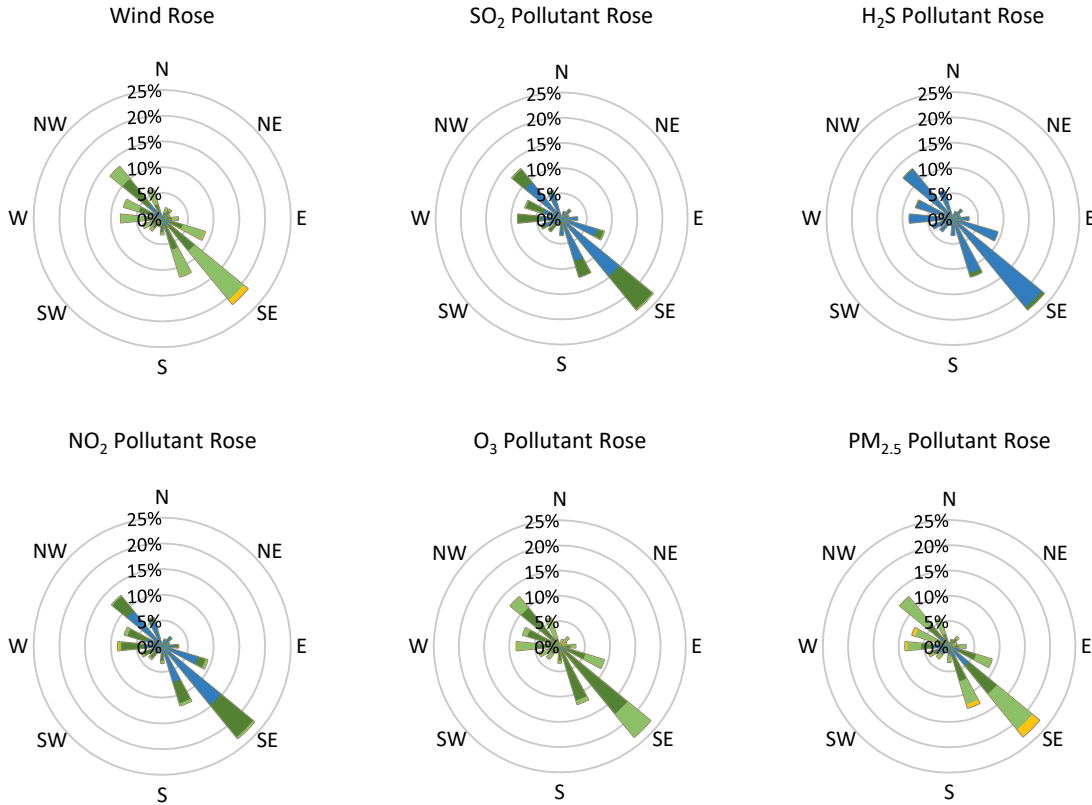 Wind Rose
N
NE
E
SE
S
SW
W
NW
25%
20%
15%
10%
5%
0%
SO₂ Pollutant Rose
N
NE
E
SE
S
SW
W
NW
25%
20%
15%
10%
5%
0%
H₂S Pollutant Rose
N
NE
E
SE
S
SW
W
NW
25%
20%
15%
10%
5%
0%
NO₂ Pollutant Rose
N
NE
E
SE
S
SW
W
NW
25%
20%
15%
10%
5%
0%
O₃ Pollutant Rose
N
NE
E
SE
S
SW
W
NW
25%
20%
15%
10%
5%
0%
PM₂.₅ Pollutant Rose
N
NE
E
SE
S
SW
W
NW
25%
20%
15%
10%
5%
0%